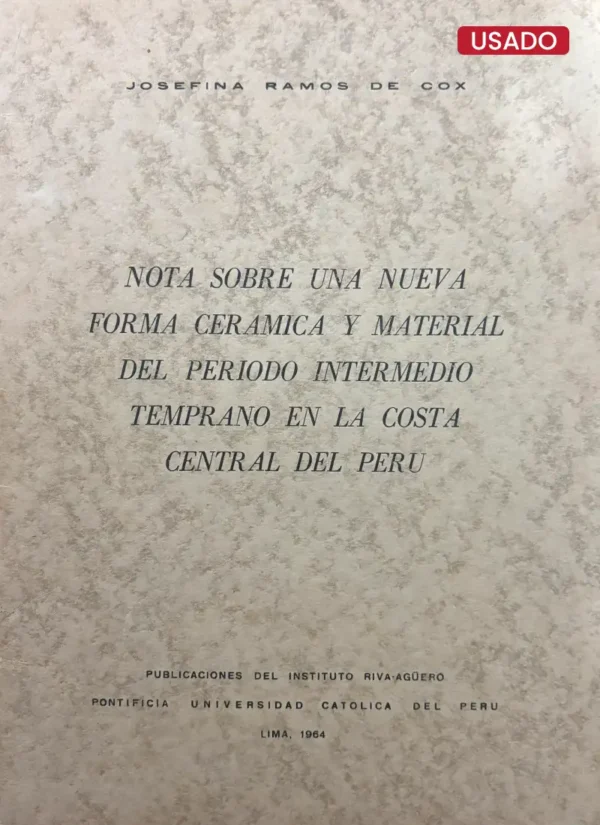 USADO
JOSEFINA RAMOS DE COX
NOTA SOBRE UNA NUEVA
FORMA CERAMICA Y MATERIAL
DEL PERIODO INTERMEDIO
TEMPRANO EN LA COSTA
CENTRAL DEL PERU
PUBLICACIONES DEL INSTITUTO RIVA-AGÜERO
PONTIFICIA UNIVERSIDAD CATOLICA DEL PERU
LIMA, 1964